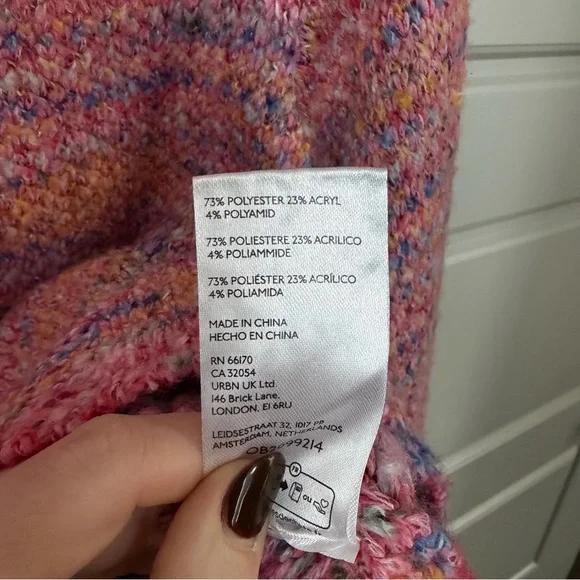 73% POLYESTER 23% ACRYL
4% POLYAMID
73% POLIESTERE 23% ACRILICO
4% POLIAMMIDE
73% POLIÉSTER 23% ACRÍLICO
4% POLIAMIDA
MADE IN CHINA
HECHO EN CHINA
RN 66170
CA 32054
URBN UK Ltd.
146 Brick Lane,
LONDON, E1 6RU
LEIDSESTRAAT 32, 1017 PB
AMSTERDAM, NETHERLANDS
FR
ou